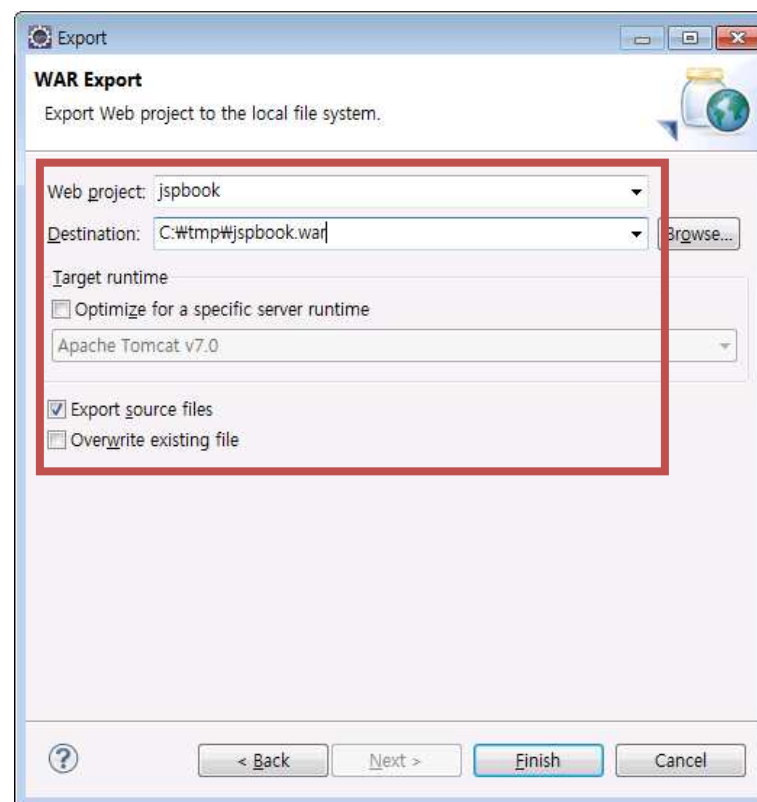 Export
WAR Export
Export Web project to the local file system.
Web project: jspbook
Destination: C:₩tmp₩jspbook.war
Browse...
Target runtime
Optimize for a specific server runtime
Apache Tomcat v7.0
Export source files
Overwrite existing file
< Back Next > Finish Cancel